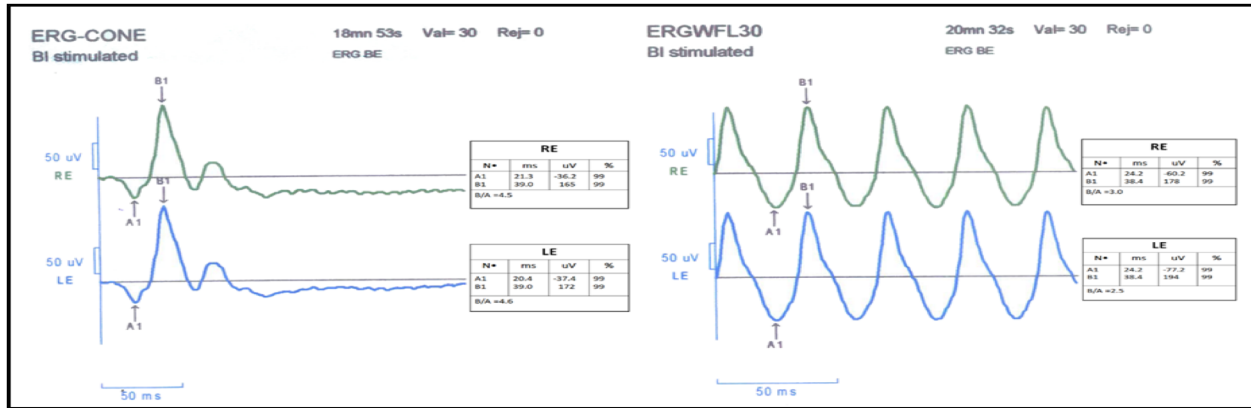 ERG-CONE 18mn 53s Val= 30 Rej= 0
BI stimulated ERG BE
B1
50 uV
RE
A1
RE
N• ms uV %
A1 21.3 -36.2 99
B1 39.0 165 99
B/A =4.5
B1
50 uV
LE
A1
LE
N• ms uV %
A1 20.4 -37.4 99
B1 39.0 172 99
B/A =4.6
50 ms
ERGWFL30 20mn 32s Val= 30 Rej= 0
BI stimulated ERG BE
B1
50 uV
RE
A1
RE
N• ms uV %
A1 24.2 -60.2 99
B1 38.4 178 99
B/A =3.0
B1
50 uV
LE
A1
LE
N• ms uV %
A1 24.2 -77.2 99
B1 38.4 194 99
B/A =2.5
50 ms